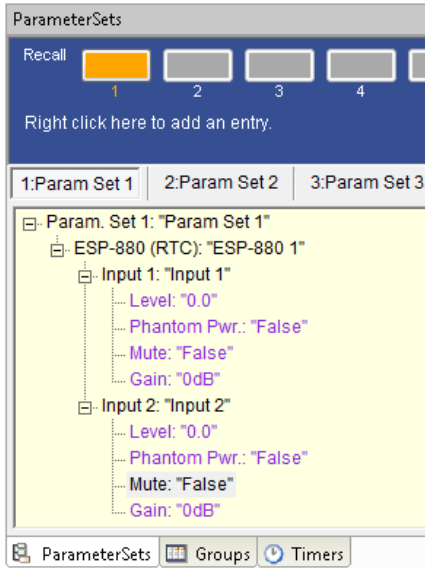 ParameterSets
Recall
1 2 3 4
Right click here to add an entry.
1:Param Set 1 2:Param Set 2 3:Param Set 3
Param. Set 1: "Param Set 1"
ESP-880 (RTC): "ESP-880 1"
Input 1: "Input 1"
Level: "0.0"
Phantom Pwr.: "False"
Mute: "False"
Gain: "0dB"
Input 2: "Input 2"
Level: "0.0"
Phantom Pwr.: "False"
Mute: "False"
Gain: "0dB"
ParameterSets Groups Timers